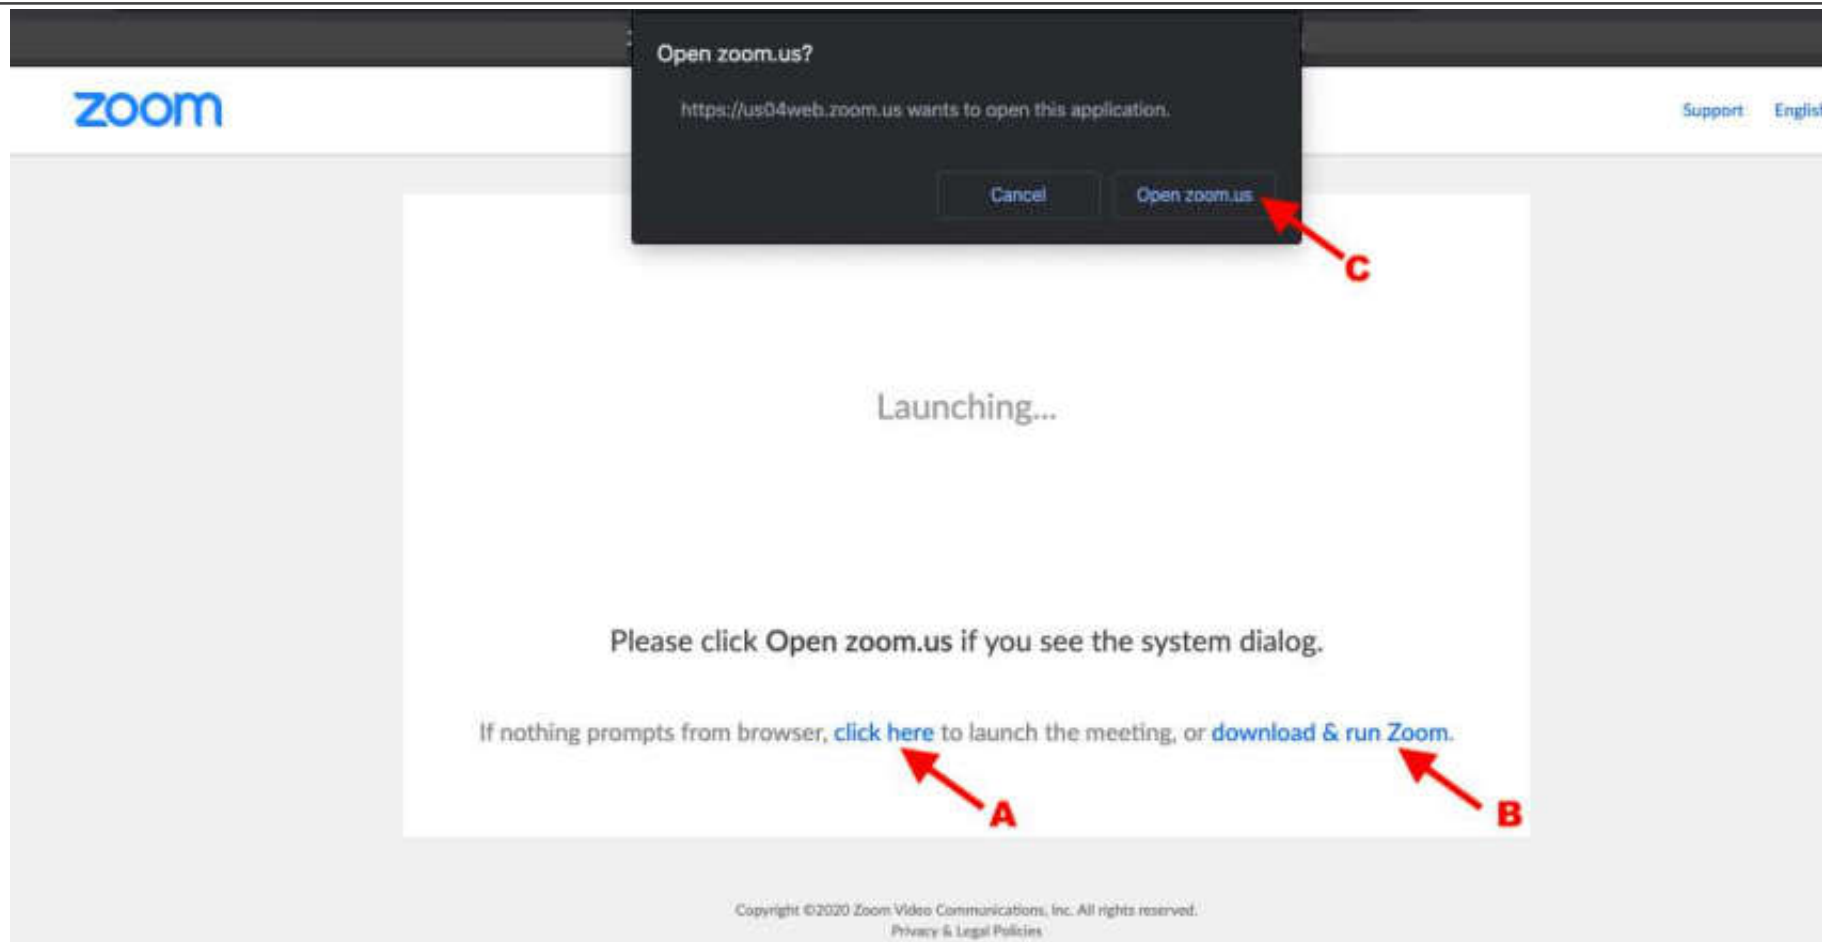 Open zoom.us?
https://us04web.zoom.us wants to open this application.
zoom
Support Englis
Cancel Open zoom.us
C
Launching...
Please click Open zoom.us if you see the system dialog.
If nothing prompts from browser, click here to launch the meeting, or download & run Zoom.
A B
Copyright ©2020 Zoom Video Communications, Inc. All rights reserved.
Privacy & Legal Policies